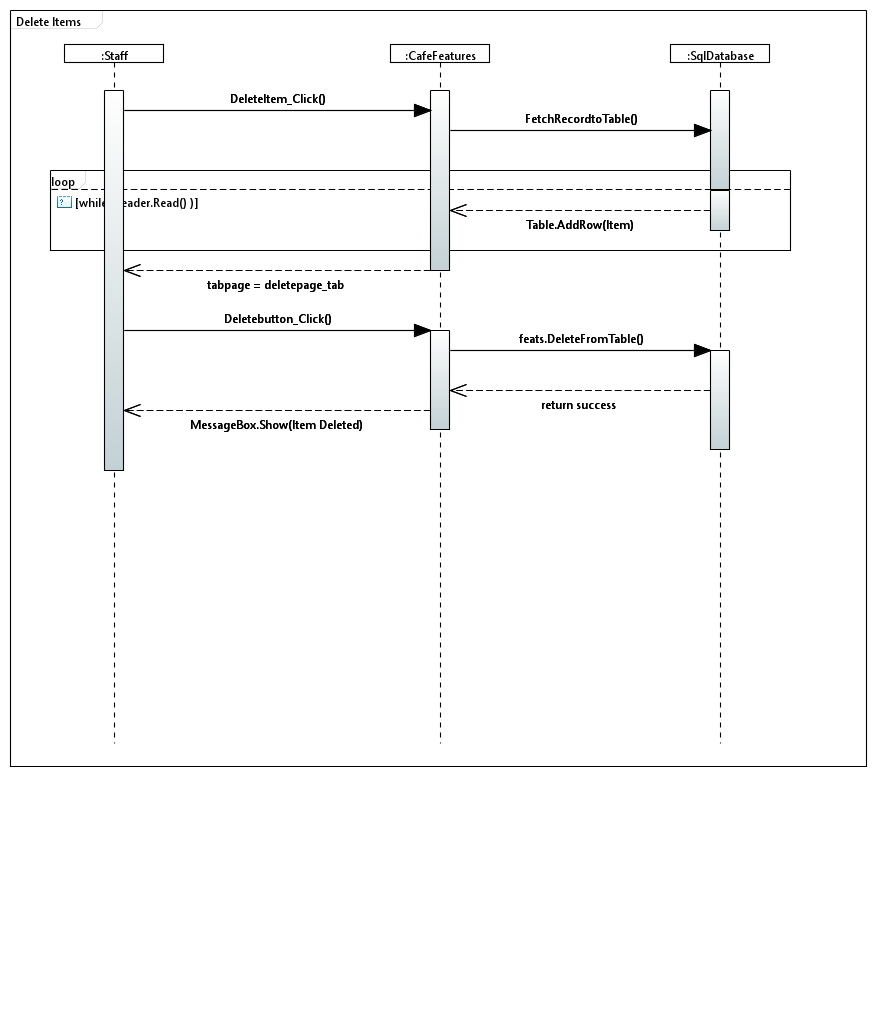 Delete Items
:Staff
:CafeFeatures
:SqlDatabase
DeleteItem_Click()
FetchRecordtoTable()
loop
[while eader.Read() )]
Table.AddRow(Item)
tabpage = deletepage_tab
Deletebutton_Click()
feats.DeleteFromTable()
return success
MessageBox.Show(Item Deleted)